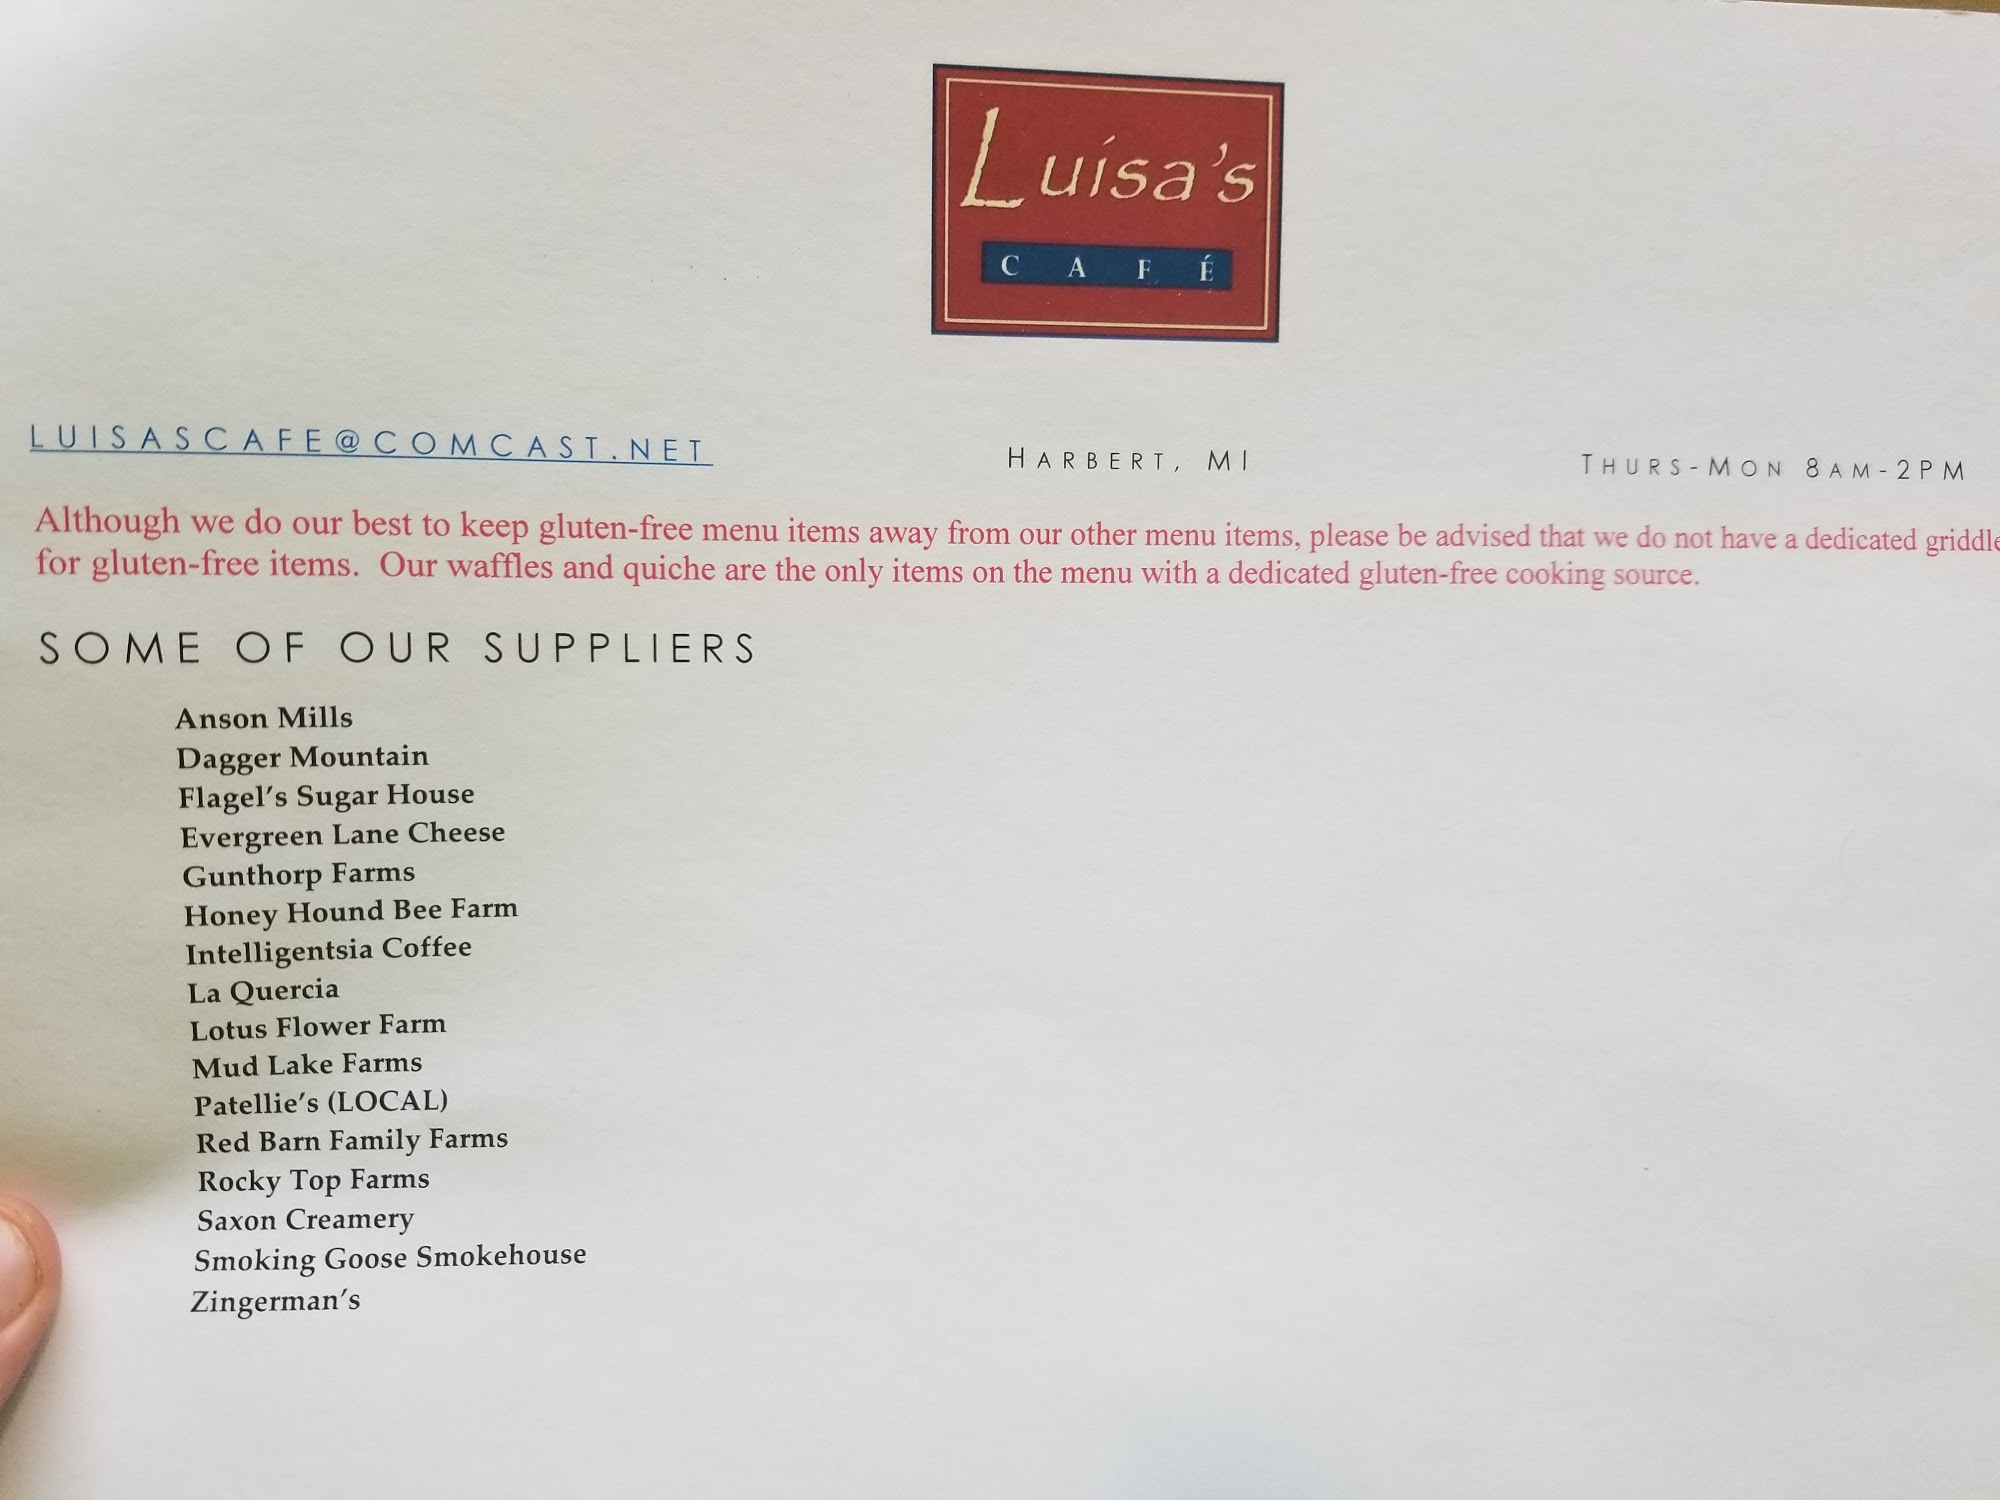 Luisa's
CAFÉ
LUISASCAFE@COMCAST.NET HARBERT, MI THURS-MON 8AM-2PM
Although we do our best to keep gluten-free menu items away from our other menu items, please be advised that we do not have a dedicated griddle
for gluten-free items. Our waffles and quiche are the only items on the menu with a dedicated gluten-free cooking source.
SOME OF OUR SUPPLIERS
Anson Mills
Dagger Mountain
Flagel's Sugar House
Evergreen Lane Cheese
Gunthorp Farms
Honey Hound Bee Farm
Intelligentsia Coffee
La Quercia
Lotus Flower Farm
Mud Lake Farms
Patellie's (LOCAL)
Red Barn Family Farms
Rocky Top Farms
Saxon Creamery
Smoking Goose Smokehouse
Zingerman's